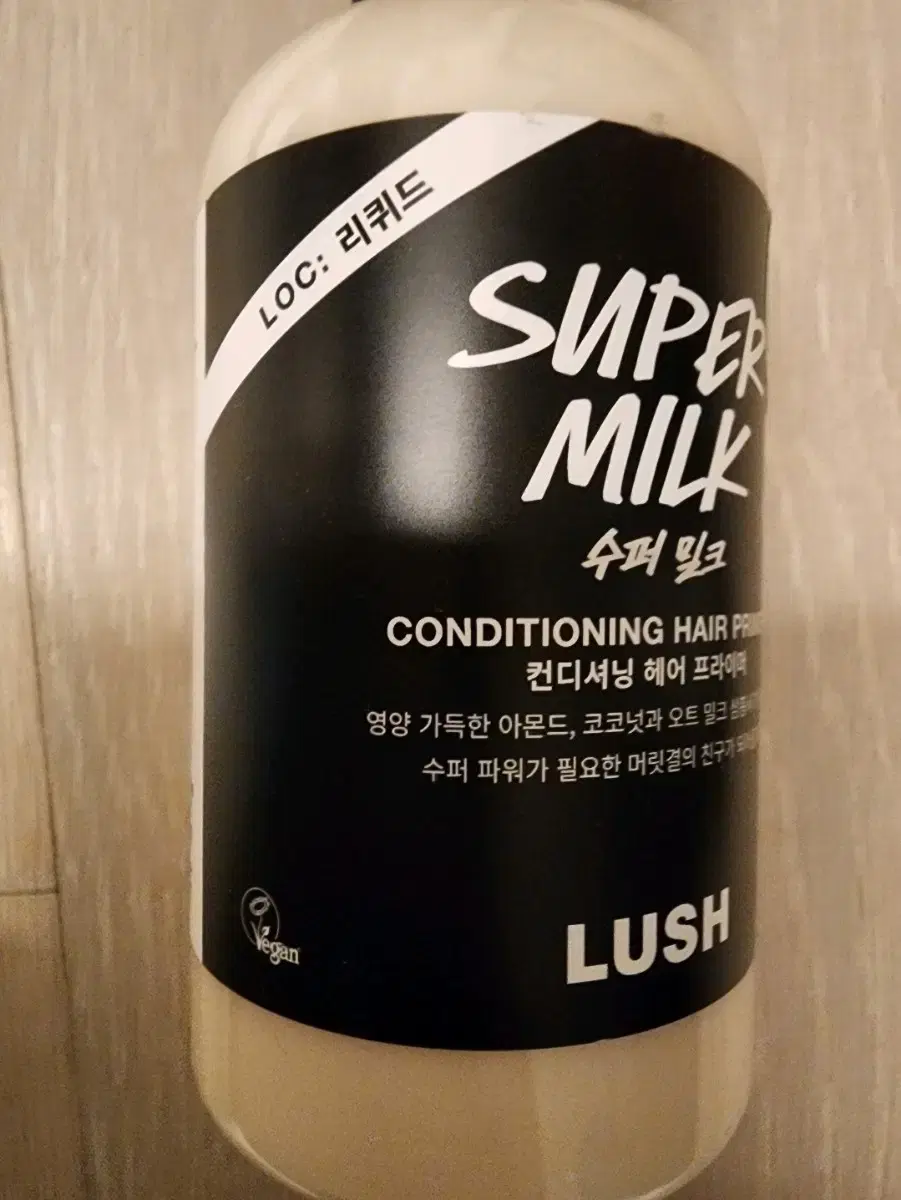 LOC: 리퀴드
SUPER
MILK
수퍼 밀크
CONDITIONING HAIR
컨디셔닝 헤어 프라이머
영양 가득한 아몬드, 코코넛과 오트 밀크
수퍼 파워가 필요한 머릿결의 친구가
Vegan
LUSH